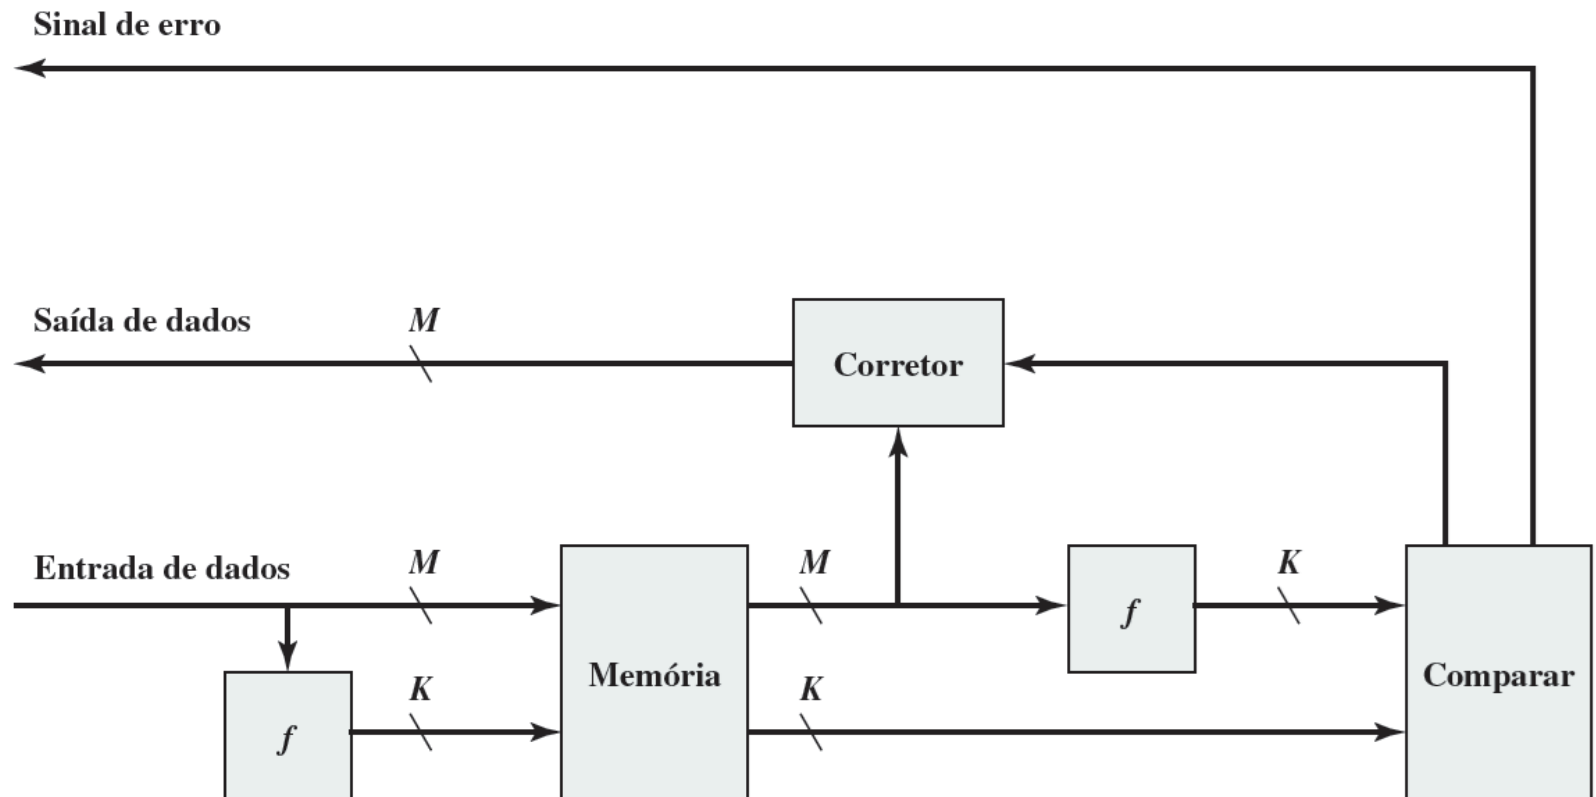 Sinal de erro
Saída de dados
M
Corretor
Entrada de dados
M
M
K
f
Memória
Comparar
K
K
f